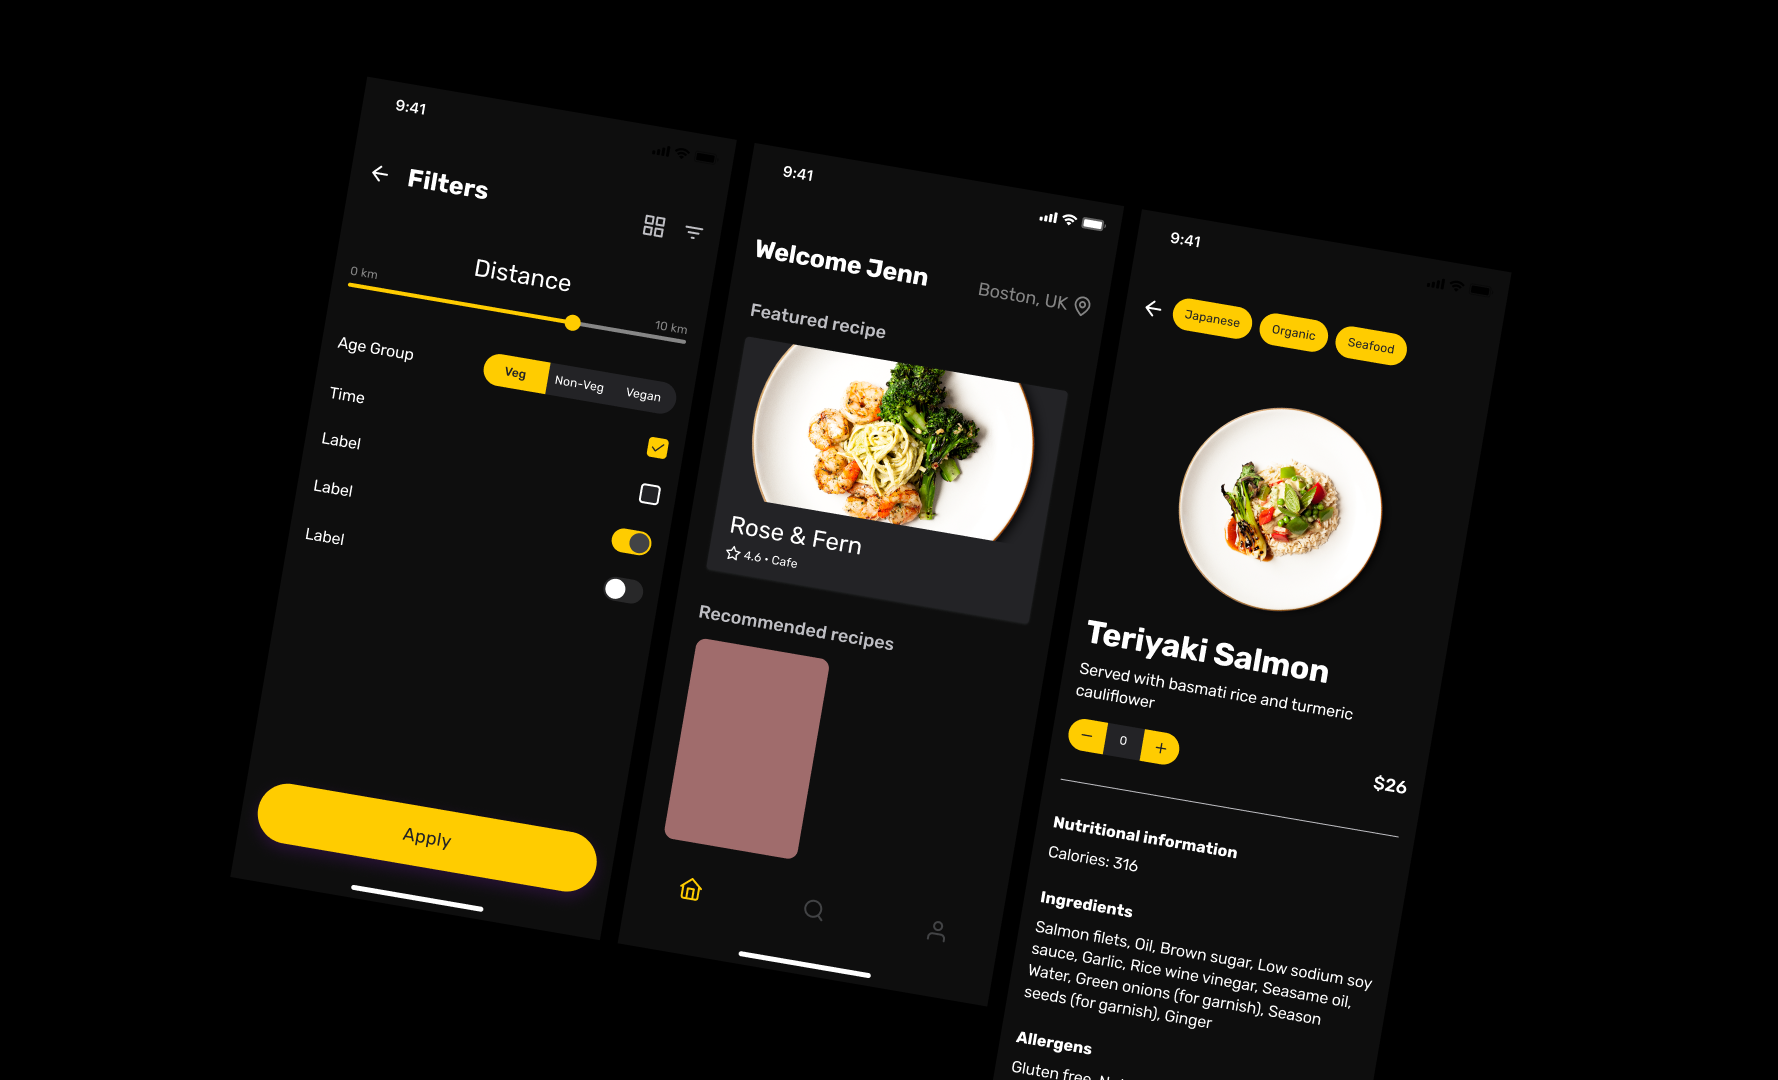 9:41
Filters
Distance
0 km
10 km
Age Group
Veg
Non-Veg
Vegan
Time
Label
Label
Label
Apply
9:41
Welcome Jenn
Boston, UK
Featured recipe
Rose & Fern
4.6 • Cafe
Recommended recipes
9:41
Japanese
Organic
Seafood
Teriyaki Salmon
Served with basmati rice and turmeric
cauliflower
0
$26
Nutritional information
Calories: 316
Ingredients
Salmon filets, Oil, Brown sugar, Low sodium soy
sauce, Garlic, Rice wine vinegar, Seasame oil,
Water, Green onions (for garnish), Season
seeds (for garnish), Ginger
Allergens
Gluten free,